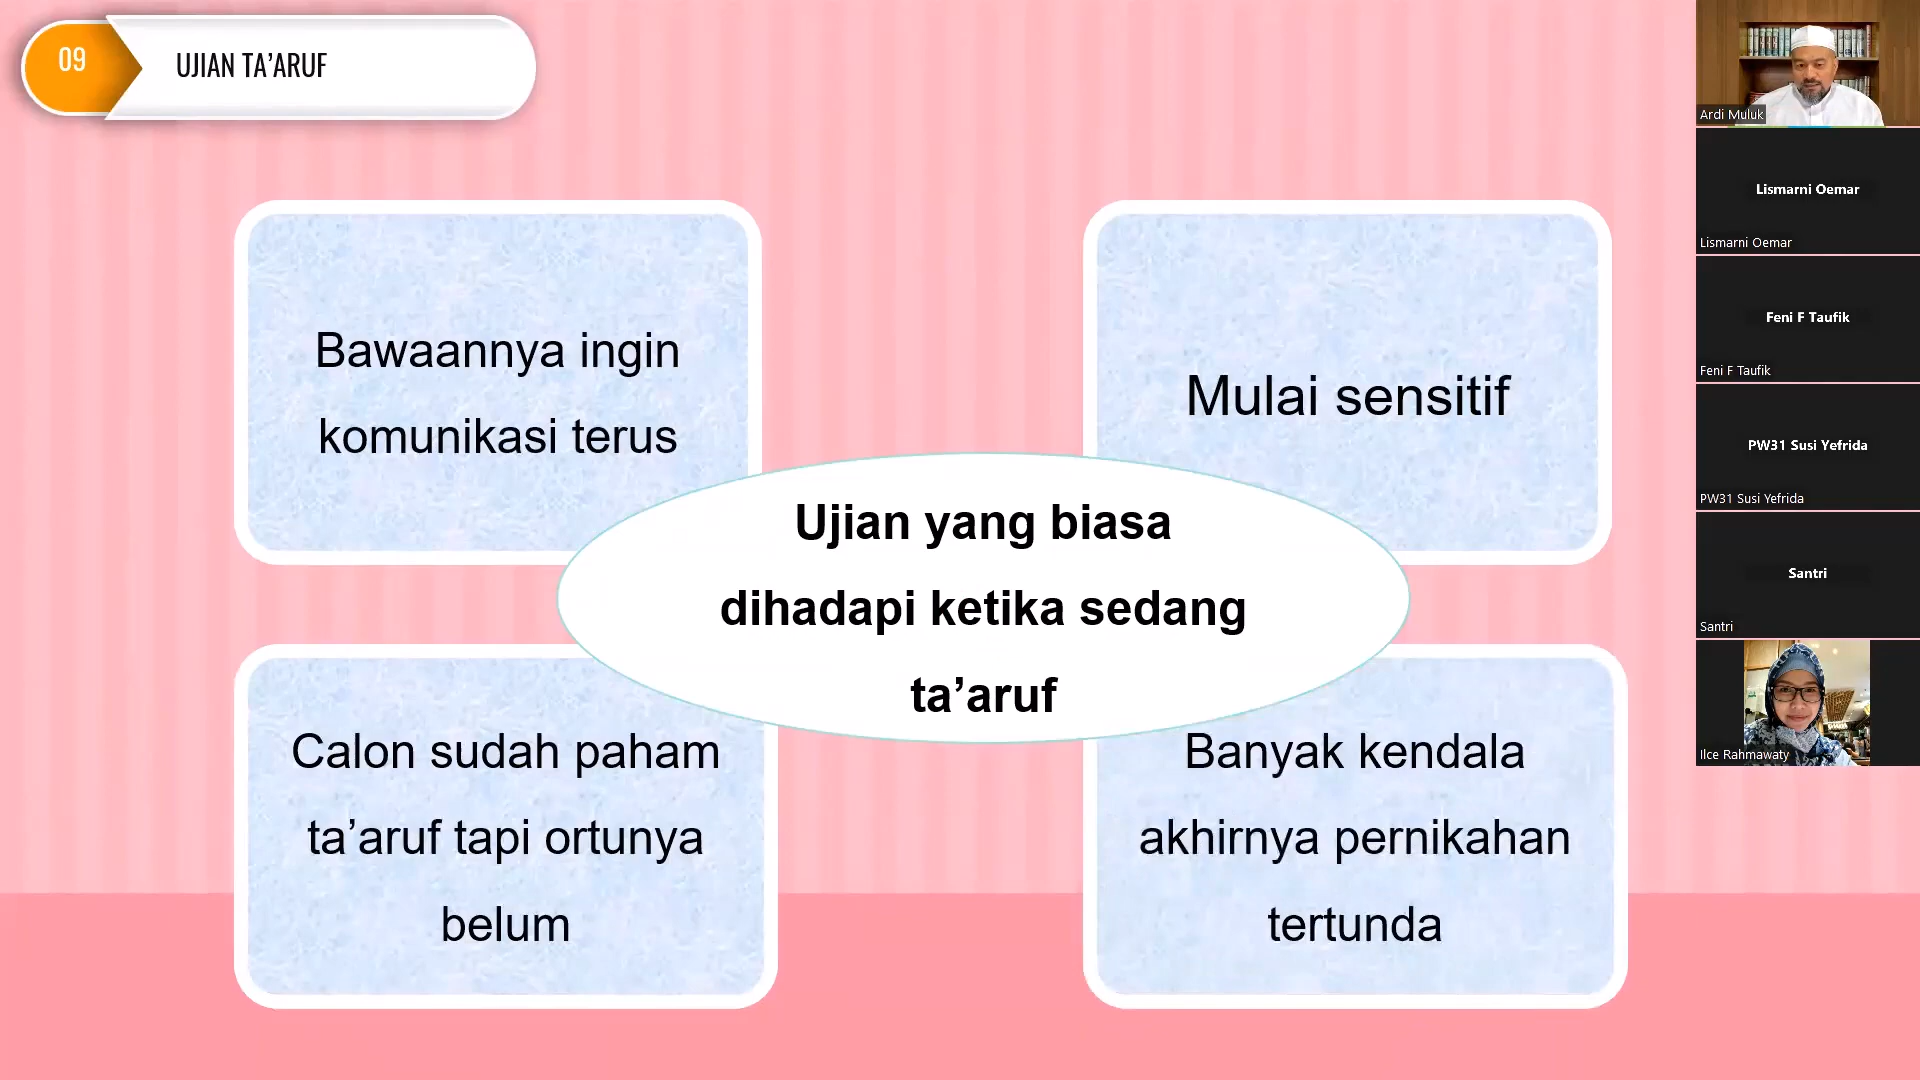 09
UJIAN TA’ARUF
Bawaannya ingin
komunikasi terus
Mulai sensitif
Ujian yang biasa
dihadapi ketika sedang
ta’aruf
Calon sudah paham
ta’aruf tapi ortunya
belum
Banyak kendala
akhirnya pernikahan
tertunda
Ardi Muluk
Lismarni Oemar
Lismarni Oemar
Feni F Taufik
Feni F Taufik
PW31 Susi Yefrida
PW31 Susi Yefrida
Santri
Santri
Ilce Rahmawaty